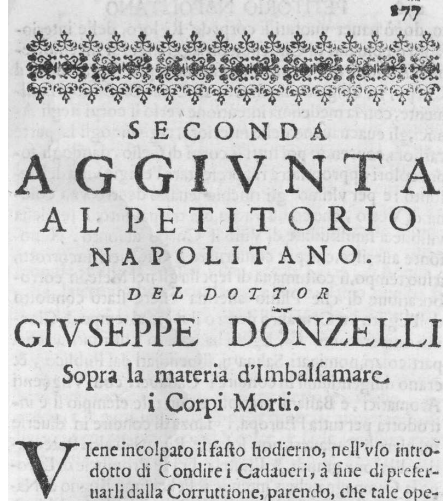 277
SECONDA
AGGIVNTA
AL PETITORIO
NAPOLITANO
DEL DOTTOR
GIVSEPPE DONZELLI
Sopra la materia d'Imbalsamare
i Corpi Morti.
VIene incolpato il fasto hodierno, nell'vso intro-
dotto di Condire i Cadaueri, à fine di preser-
uarli dalla Corruttione, parendo, che tale ope-